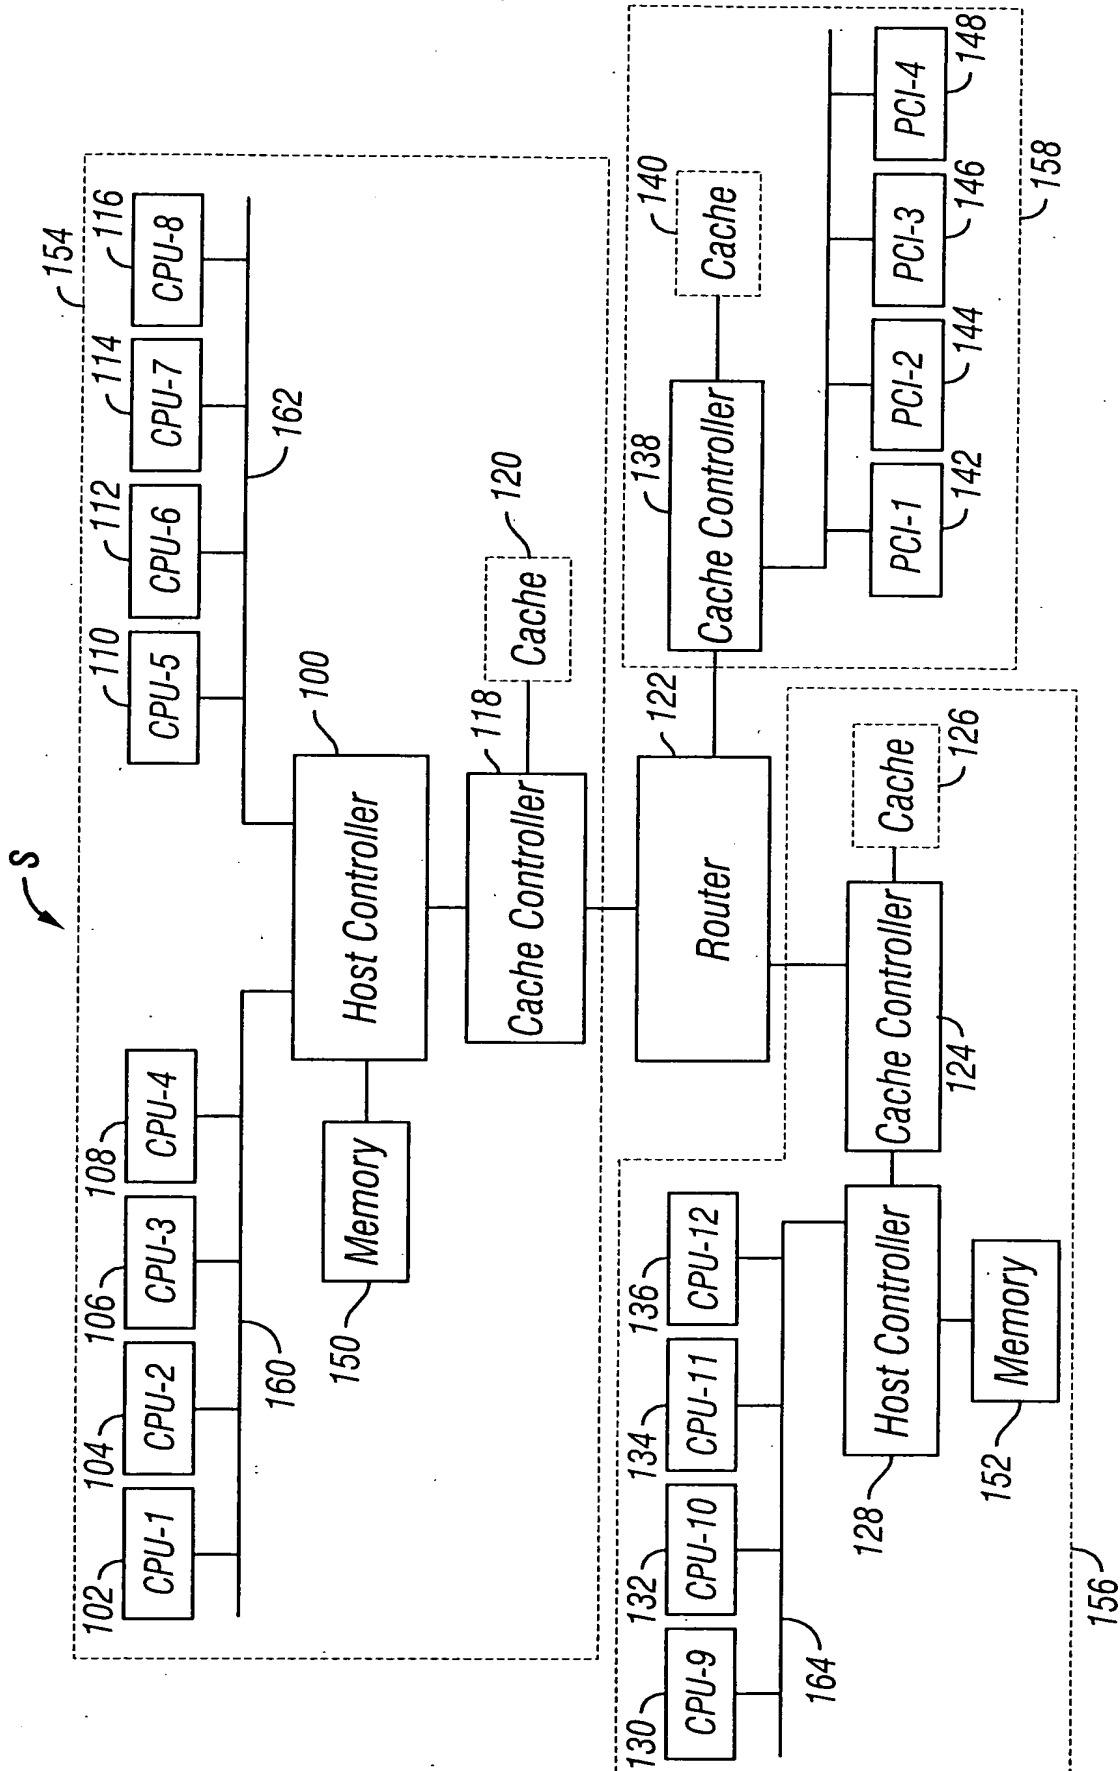 S
154
102
CPU-1
104
CPU-2
106
CPU-3
108
CPU-4
110
CPU-5
112
CPU-6
114
CPU-7
116
CPU-8
160
162
100
Host Controller
150
Memory
118
Cache Controller
120
Cache
122
Router
130
CPU-9
132
CPU-10
134
CPU-11
136
CPU-12
164
128
Host Controller
152
Memory
Cache Controller
124
Cache
126
156
138
Cache Controller
140
Cache
PCI-1
142
PCI-2
144
PCI-3
146
PCI-4
148
158